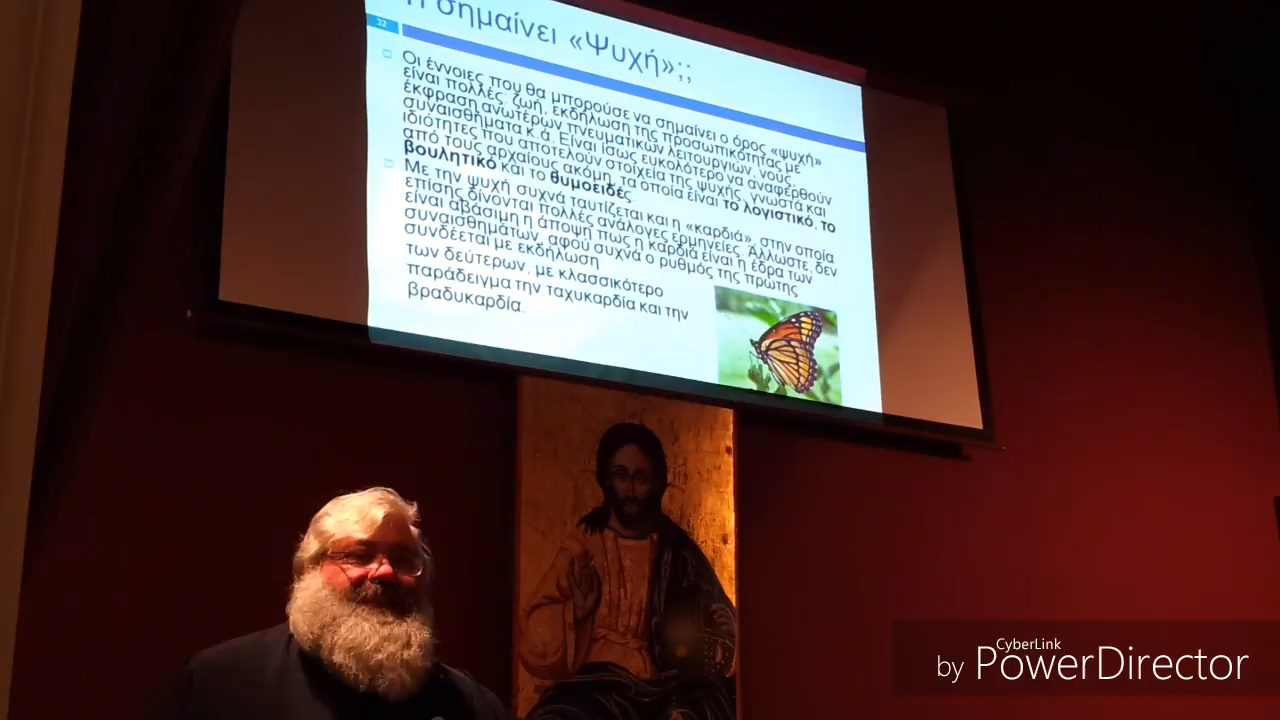 Τι σημαίνει «Ψυχή»;;
32
Οι έννοιες που θα μπορούσε να σημαίνει ο όρος «ψυχή»
είναι πολλές: ζωή, εκδήλωση της προσωπικότητας με
έκφραση ανωτέρων πνευματικών λειτουργιών, νους,
συναισθήματα κ.ά. Είναι ίσως ευκολότερο να αναφερθούν
ιδιότητες που αποτελούν στοιχεία της ψυχής, γνωστά και
από τους αρχαίους ακόμη, τα οποία είναι το λογιστικό, το
βουλητικό και το θυμοειδές.
Με την ψυχή συχνά ταυτίζεται και η «καρδιά», στην οποία
επίσης δίνονται πολλές ανάλογες ερμηνείες. Άλλωστε, δεν
είναι αβάσιμη η άποψη πως η καρδιά είναι η έδρα των
συναισθημάτων, αφού συχνά ο ρυθμός της πρώτης
συνδέεται με εκδήλωση
των δεύτερων, με κλασσικότερο
παράδειγμα την ταχυκαρδία και την
βραδυκαρδία.
CyberLink
by PowerDirector